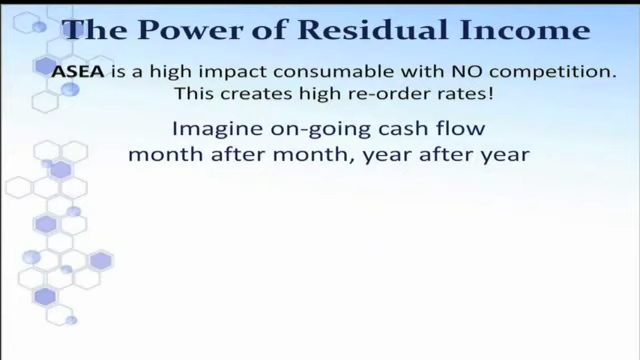 The Power of Residual Income
ASEA is a high impact consumable with NO competition.
This creates high re-order rates!
Imagine on-going cash flow
month after month, year after year